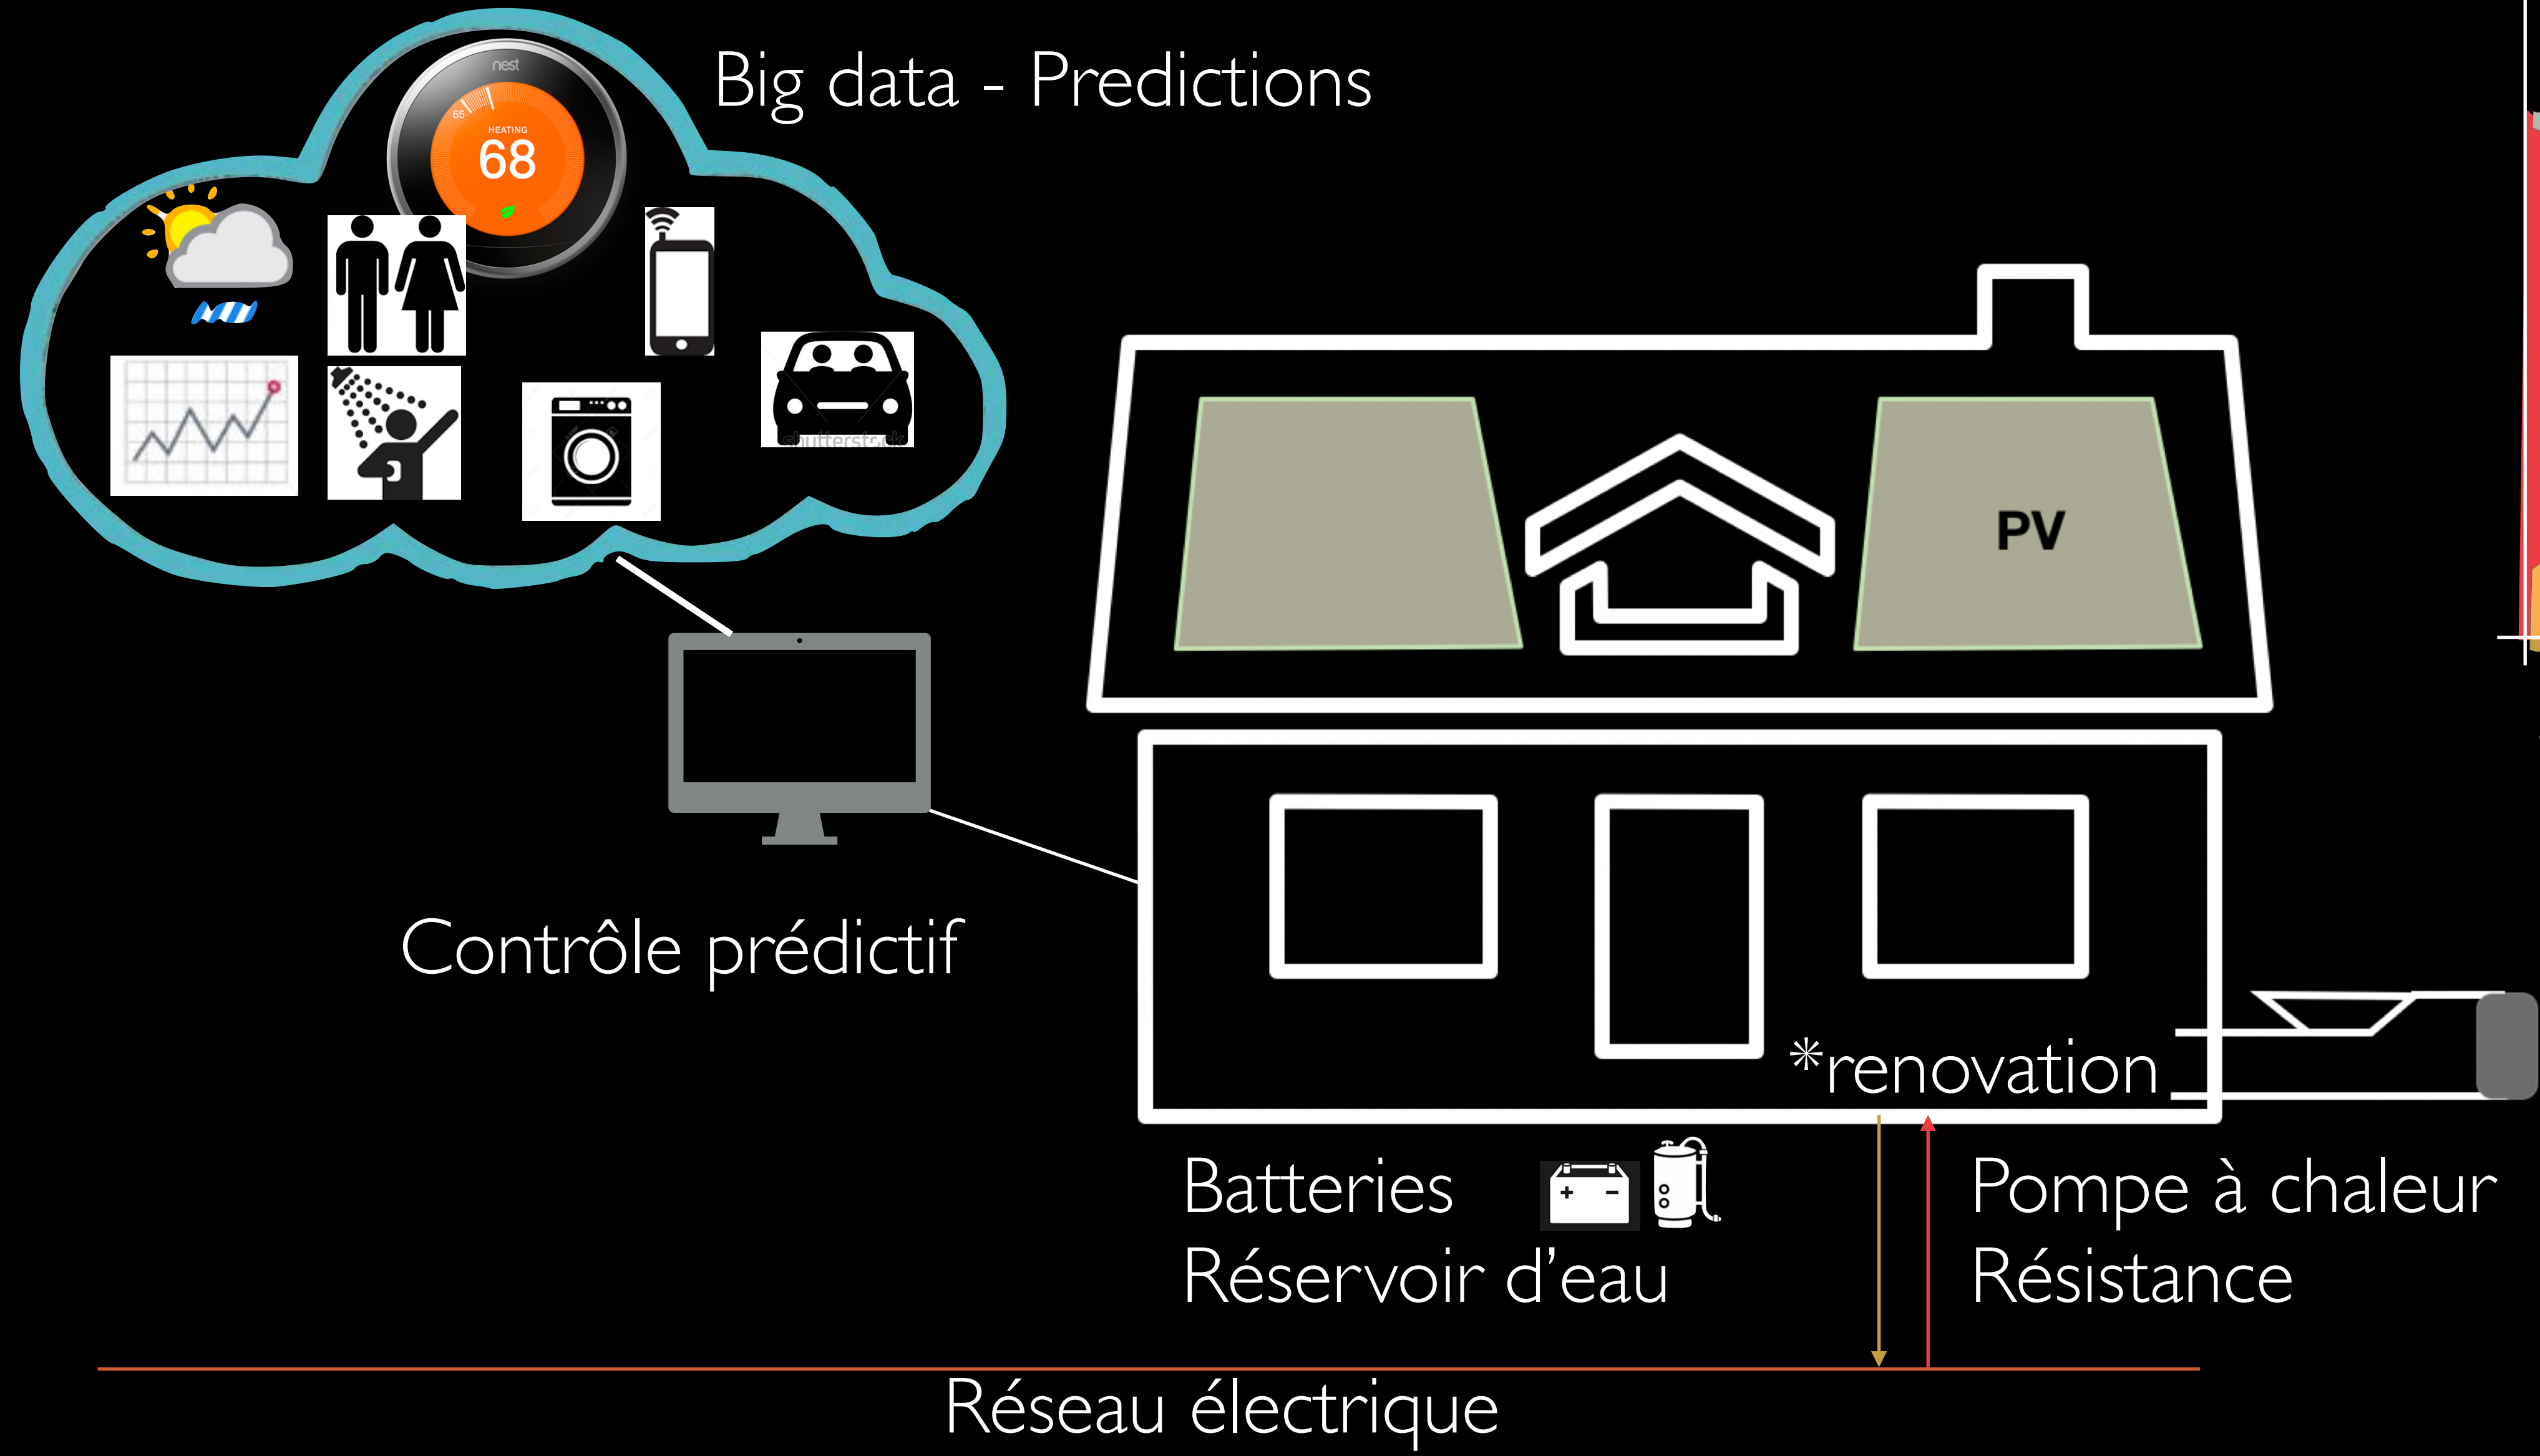 Big data - Predictions
nest
65
HEATING
68
shutterstock
PV
Contrôle prédictif
*renovation
Batteries
Réservoir d’eau
+ -
Pompe à chaleur
Résistance
Réseau électrique